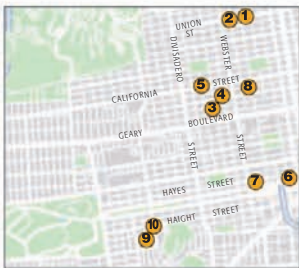 1
2
UNION
ST
DIVISADERO
WEBSTER
5
STREET
8
4
CALIFORNIA
3
BOULEVARD
GEARY
STREET
STREET
6
7
STREET
HAYES
STREET
HAIGHT
10
9